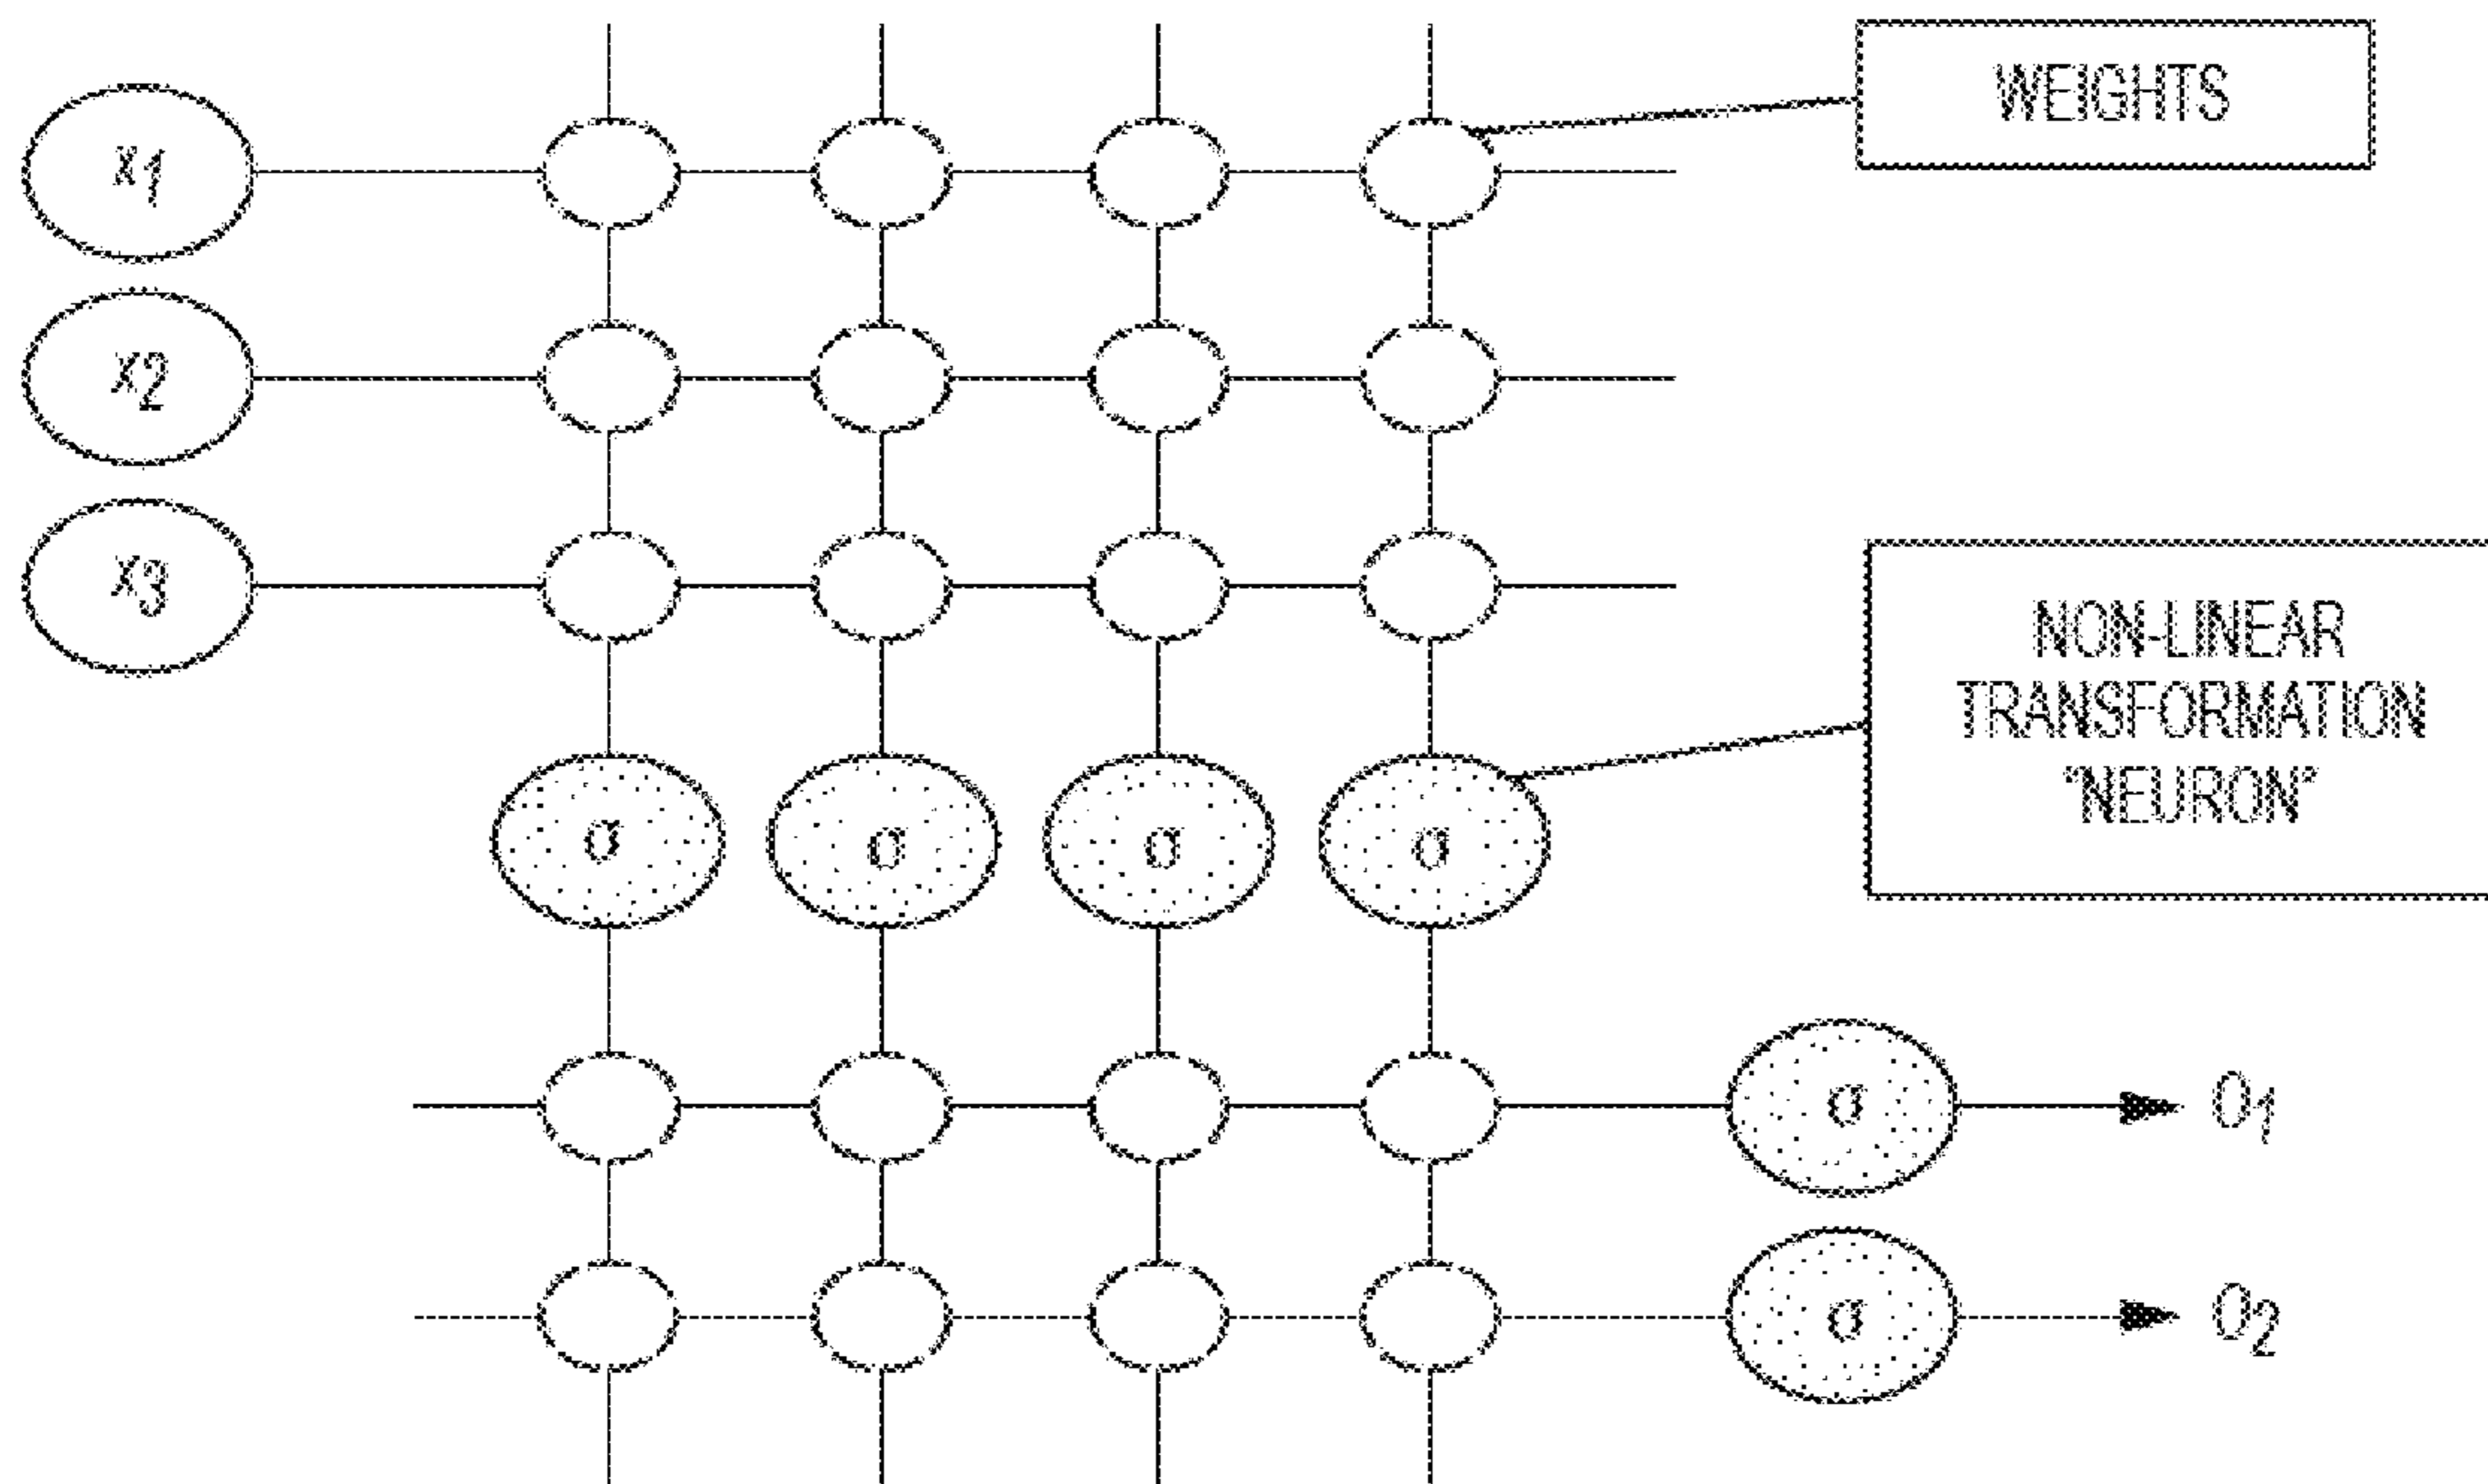 x1
WEIGHTS
x2
x3
NON-LINEAR
TRANSFORMATION
"NEURON"
σ σ σ σ
σ O1
σ O2